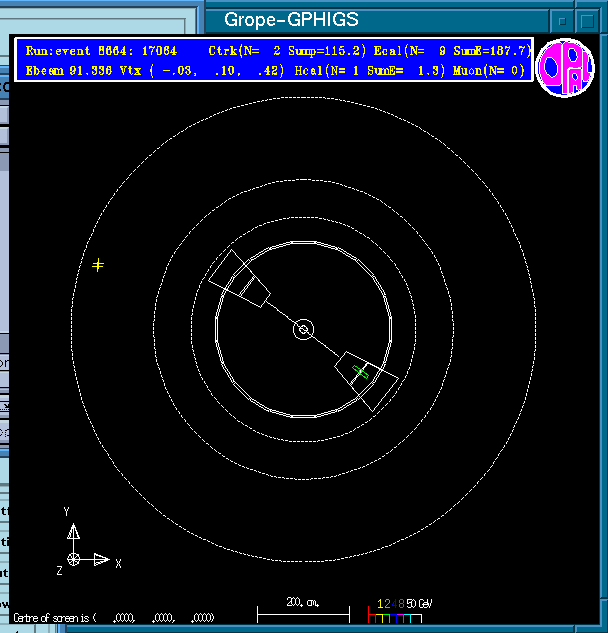 Grope-GPHIGS
Run:event 8664: 17064 Ctrk(N= 2 Sump=115.2) Ecal(N= 9 SumE=187.7)
Ebeam 91.336 Vtx ( -.03, .10, .42) Hcal(N= 1 SumE= 1.3) Muon(N= 0)
OPAL
Y
X
Z
200. cm.
1 2 4 8 50 GeV
Centre of screen is ( .0000, .0000, .0000)